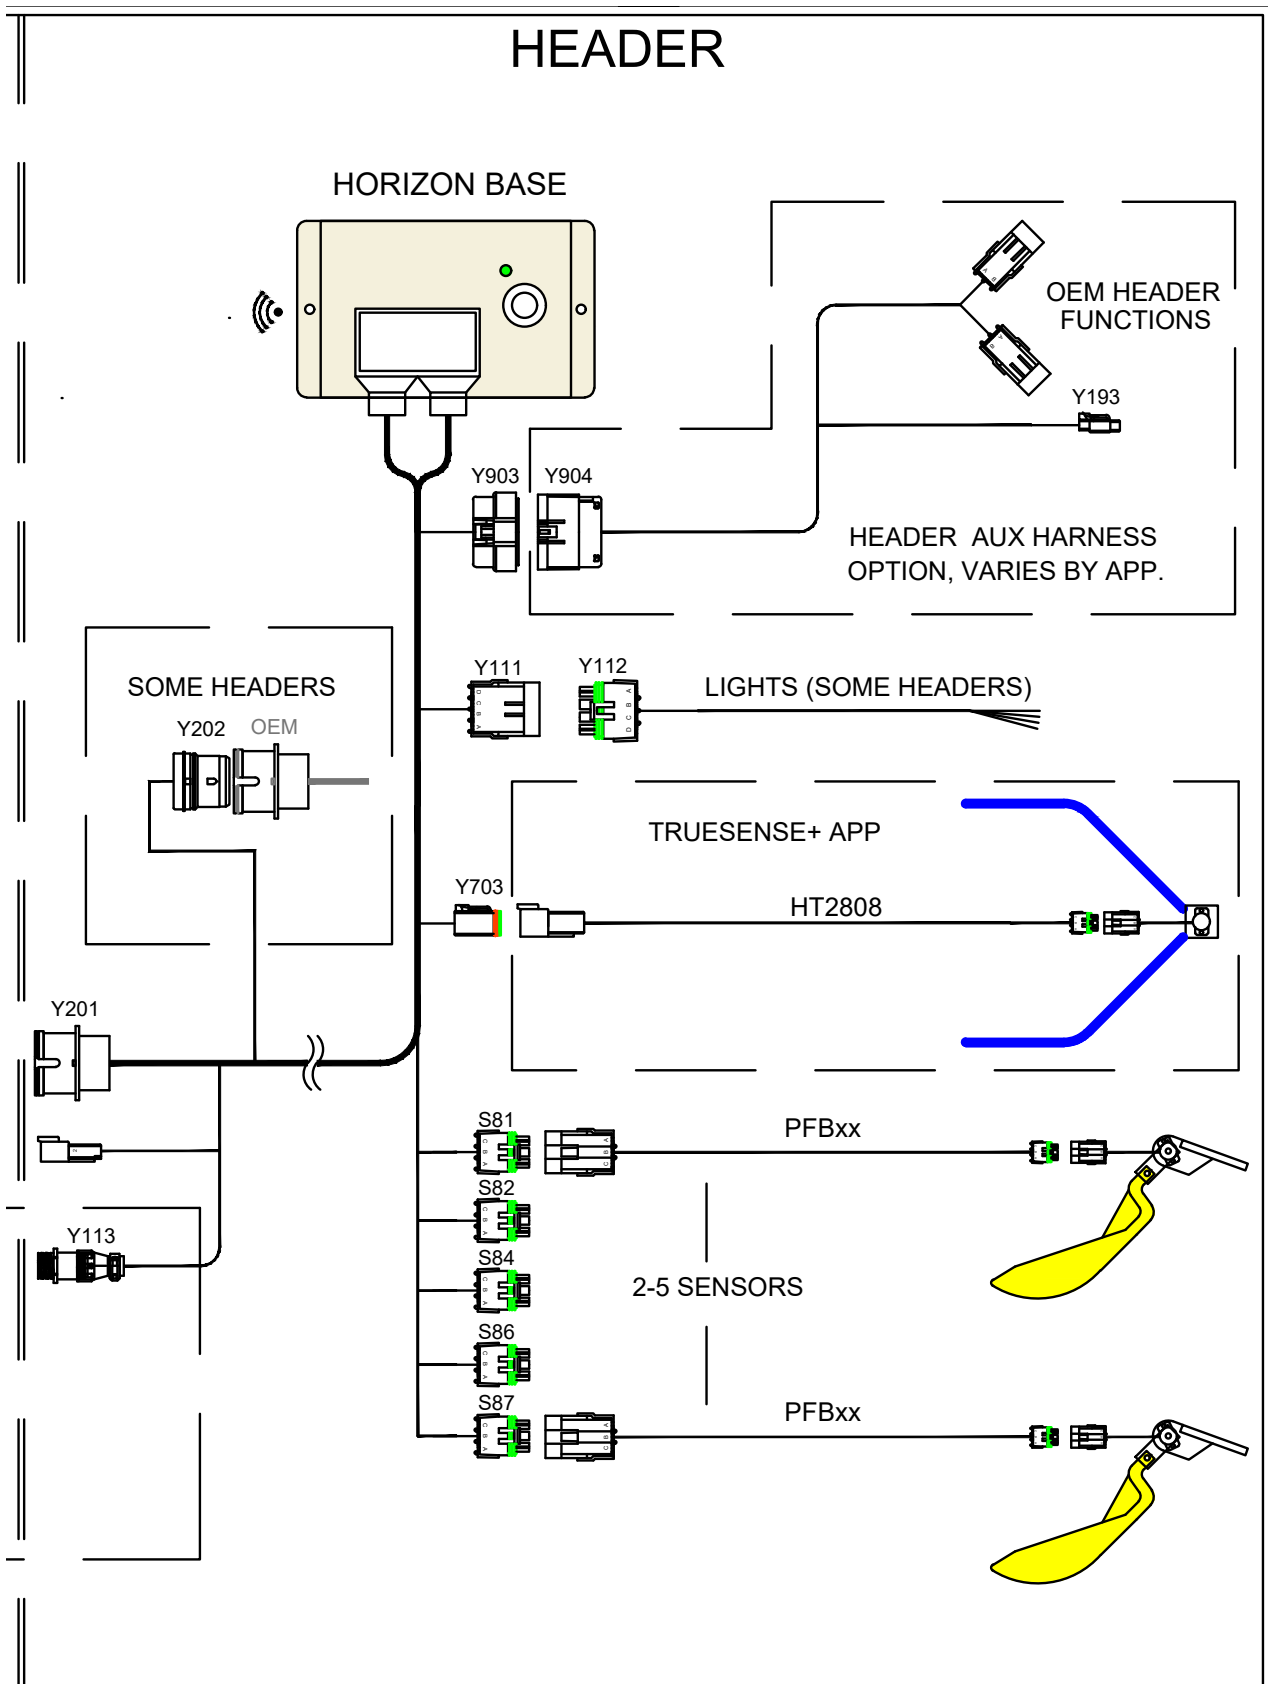 HEADER
HORIZON BASE
OEM HEADER
FUNCTIONS
Y193
Y903
Y904
HEADER AUX HARNESS
OPTION, VARIES BY APP.
SOME HEADERS
Y202
OEM
Y111
D
C
B
A
Y112
A
B
C
D
LIGHTS (SOME HEADERS)
TRUESENSE+ APP
Y703
HT2808
Y201
Y113
S81
C
B
A
A
B
C
PFBxx
S82
C
B
A
S84
C
B
A
2-5 SENSORS
S86
C
B
A
S87
C
B
A
A
B
C
PFBxx